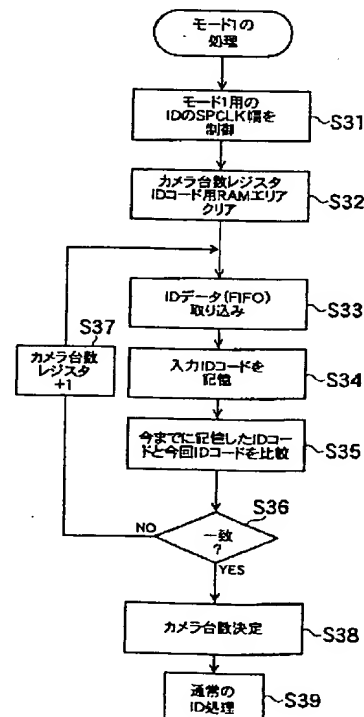 モード1の
処理
モード1用の
IDのSPCLK幅を
制御
S31
カメラ台数レジスタ
IDコード用RAMエリア
クリア
S32
IDデータ(FIFO)
取り込み
S33
S37
カメラ台数
レジスタ
+1
入力IDコードを
記憶
S34
今までに記憶したIDコー
ドと今回IDコードを比較
S35
S36
一致
?
NO
YES
カメラ台数決定
S38
通常の
ID処理
S39